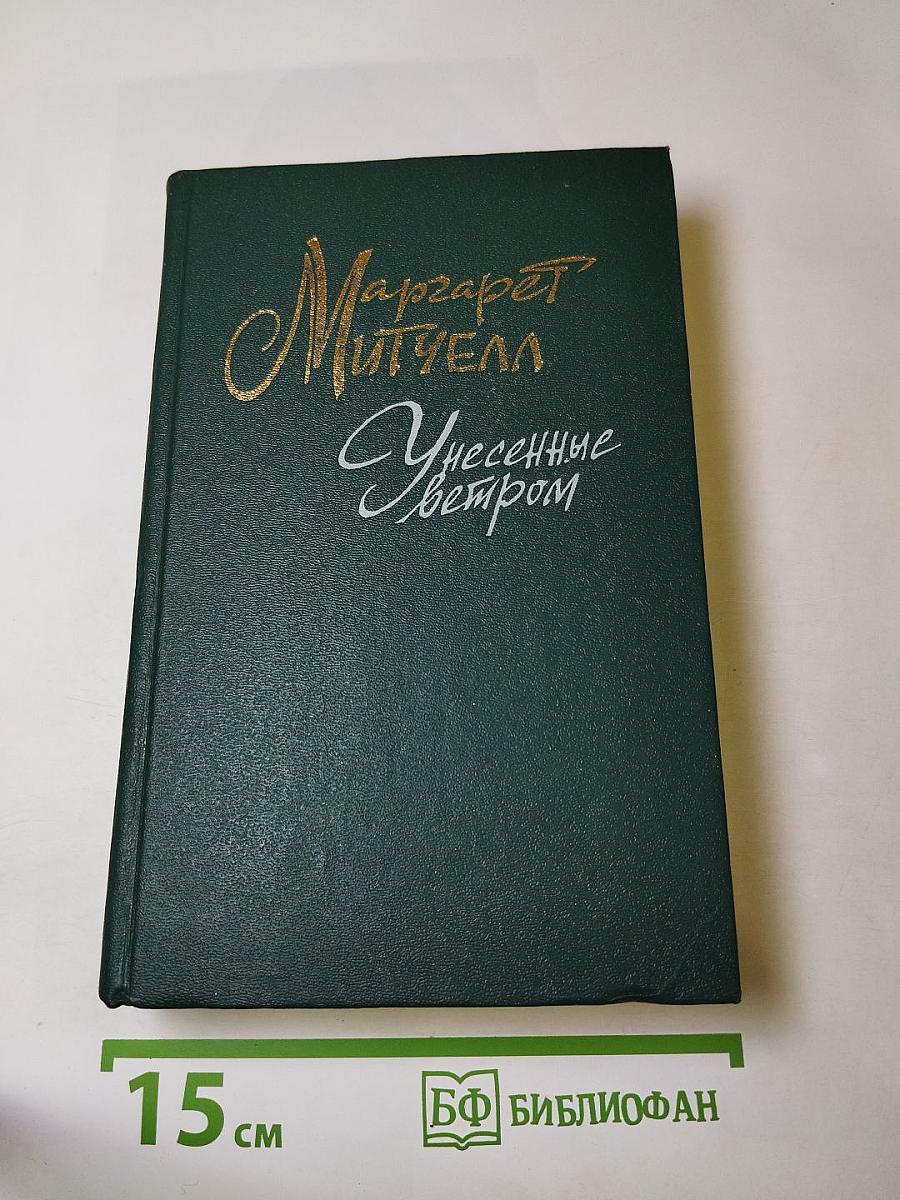 Маргарет
Митчелл
Унесенные
ветром
15 см
БФ БИБЛИОФАН